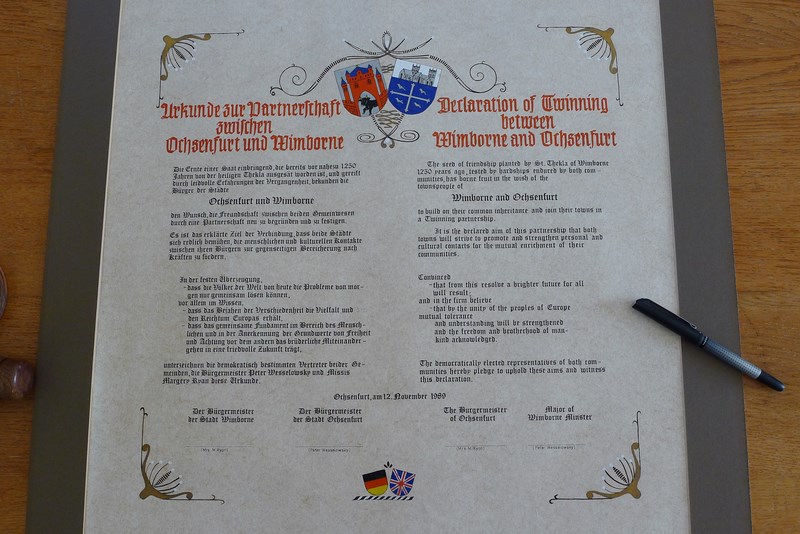 Urkunde zur Partnerschaft
zwischen
Ochsenfurt und Wimborne
Die Ernte einer Saat einbringend, die bereits vor nahezu 1250
Jahren von der heiligen Thekla ausgesät worden ist, und gereift
durch leidvolle Erfahrungen der Vergangenheit, bekunden die
Bürger der Städte
Ochsenfurt und Wimborne
den Wunsch, die Freundschaft zwischen beiden Gemeinwesen
durch eine Partnerschaft neu zu begründen und zu festigen.
Es ist das erklärte Ziel der Verbindung, dass beide Städte
sich redlich bemühen, die menschlichen und kulturellen Kontakte
zwischen ihren Bürgern zur gegenseitigen Bereicherung nach
Kräften zu fördern.
In der festen Überzeugung,
- dass die Völker der Welt von heute die Probleme von mor-
gen nur gemeinsam lösen können,
vor allem im Wissen,
- dass das Bejahen der Verschiedenheit die Vielfalt und
den Reichtum Europas erhält,
- dass das gemeinsame Fundament im Bereich des Mensch-
lichen und in der Anerkennung der Grundwerte von Freiheit
und Achtung vor dem andern das brüderliche Miteinander-
gehen in eine friedvolle Zukunft trägt,
unterzeichnen die demokratisch bestimmten Vertreter beider Ge-
meinden, die Bürgermeister Peter Wesselowsky und Missis
Margery Ryan diese Urkunde.
Declaration of Twinning
between
Wimborne and Ochsenfurt
The seed of friendship planted by St. Thekla of Wimborne
1250 years ago, tested by hardships endured by both com-
munities, has borne fruit in the wish of the
townspeople of
Wimborne and Ochsenfurt
to build on their common inheritance and join their towns in
a Twinning partnership.
It is the declared aim of this partnership that both
towns will strive to promote and strengthen personal and
cultural contacts for the mutual enrichment of their
communities.
Convinced
- that from this resolve a brighter future for all
will result;
and in the firm believe
- that by the unity of the peoples of Europe
mutual tolerance
and understanding will be strengthened
and the freedom and brotherhood of man-
kind acknowledged.
The democratically elected representatives of both com-
munities hereby pledge to uphold these aims and witness
this declaration.
Ochsenfurt, am 12. November 1989
Der Bürgermeister
der Stadt Wimborne
(Mrs. M. Ryan)
Der Bürgermeister
der Stadt Ochsenfurt
(Peter Wesselowsky)
The Burgermeister
of Ochsenfurt
(Mrs. M. Ryan)
Major of
Wimborne Minster
(Peter Wesselowsky)